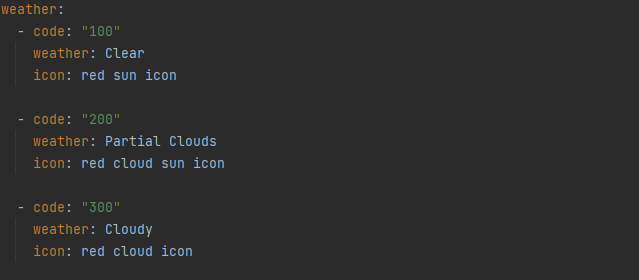 weather:
  - code: "100"
    weather: Clear
    icon: red sun icon
  - code: "200"
    weather: Partial Clouds
    icon: red cloud sun icon
  - code: "300"
    weather: Cloudy
    icon: red cloud icon